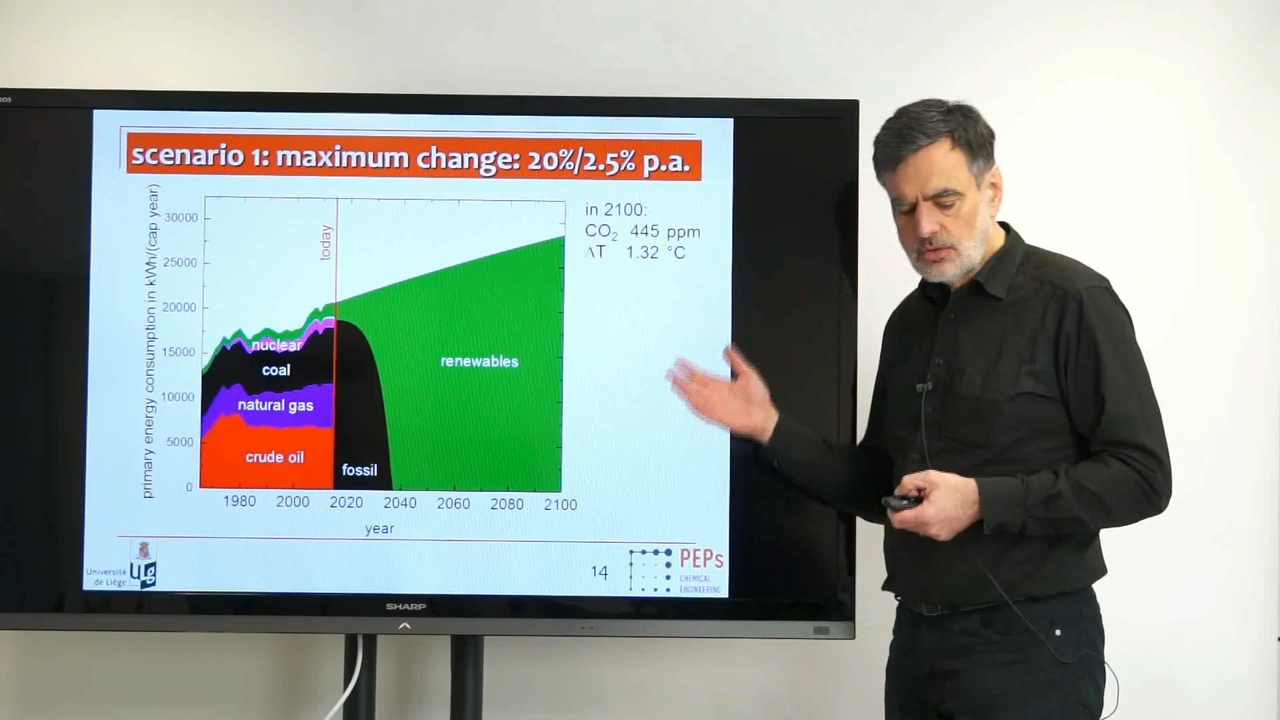 scenario 1: maximum change: 20%/2.5% p.a.
primary energy consumption in kWh/(cap year)
30000
25000
20000
15000
10000
5000
0
today
nuclear
coal
natural gas
crude oil
fossil
renewables
1980 2000 2020 2040 2060 2080 2100
year
in 2100:
CO₂ 445 ppm
ΔT 1.32 °C
Université
de Liège
14
PEPs
CHEMICAL
ENGINEERING
SHARP